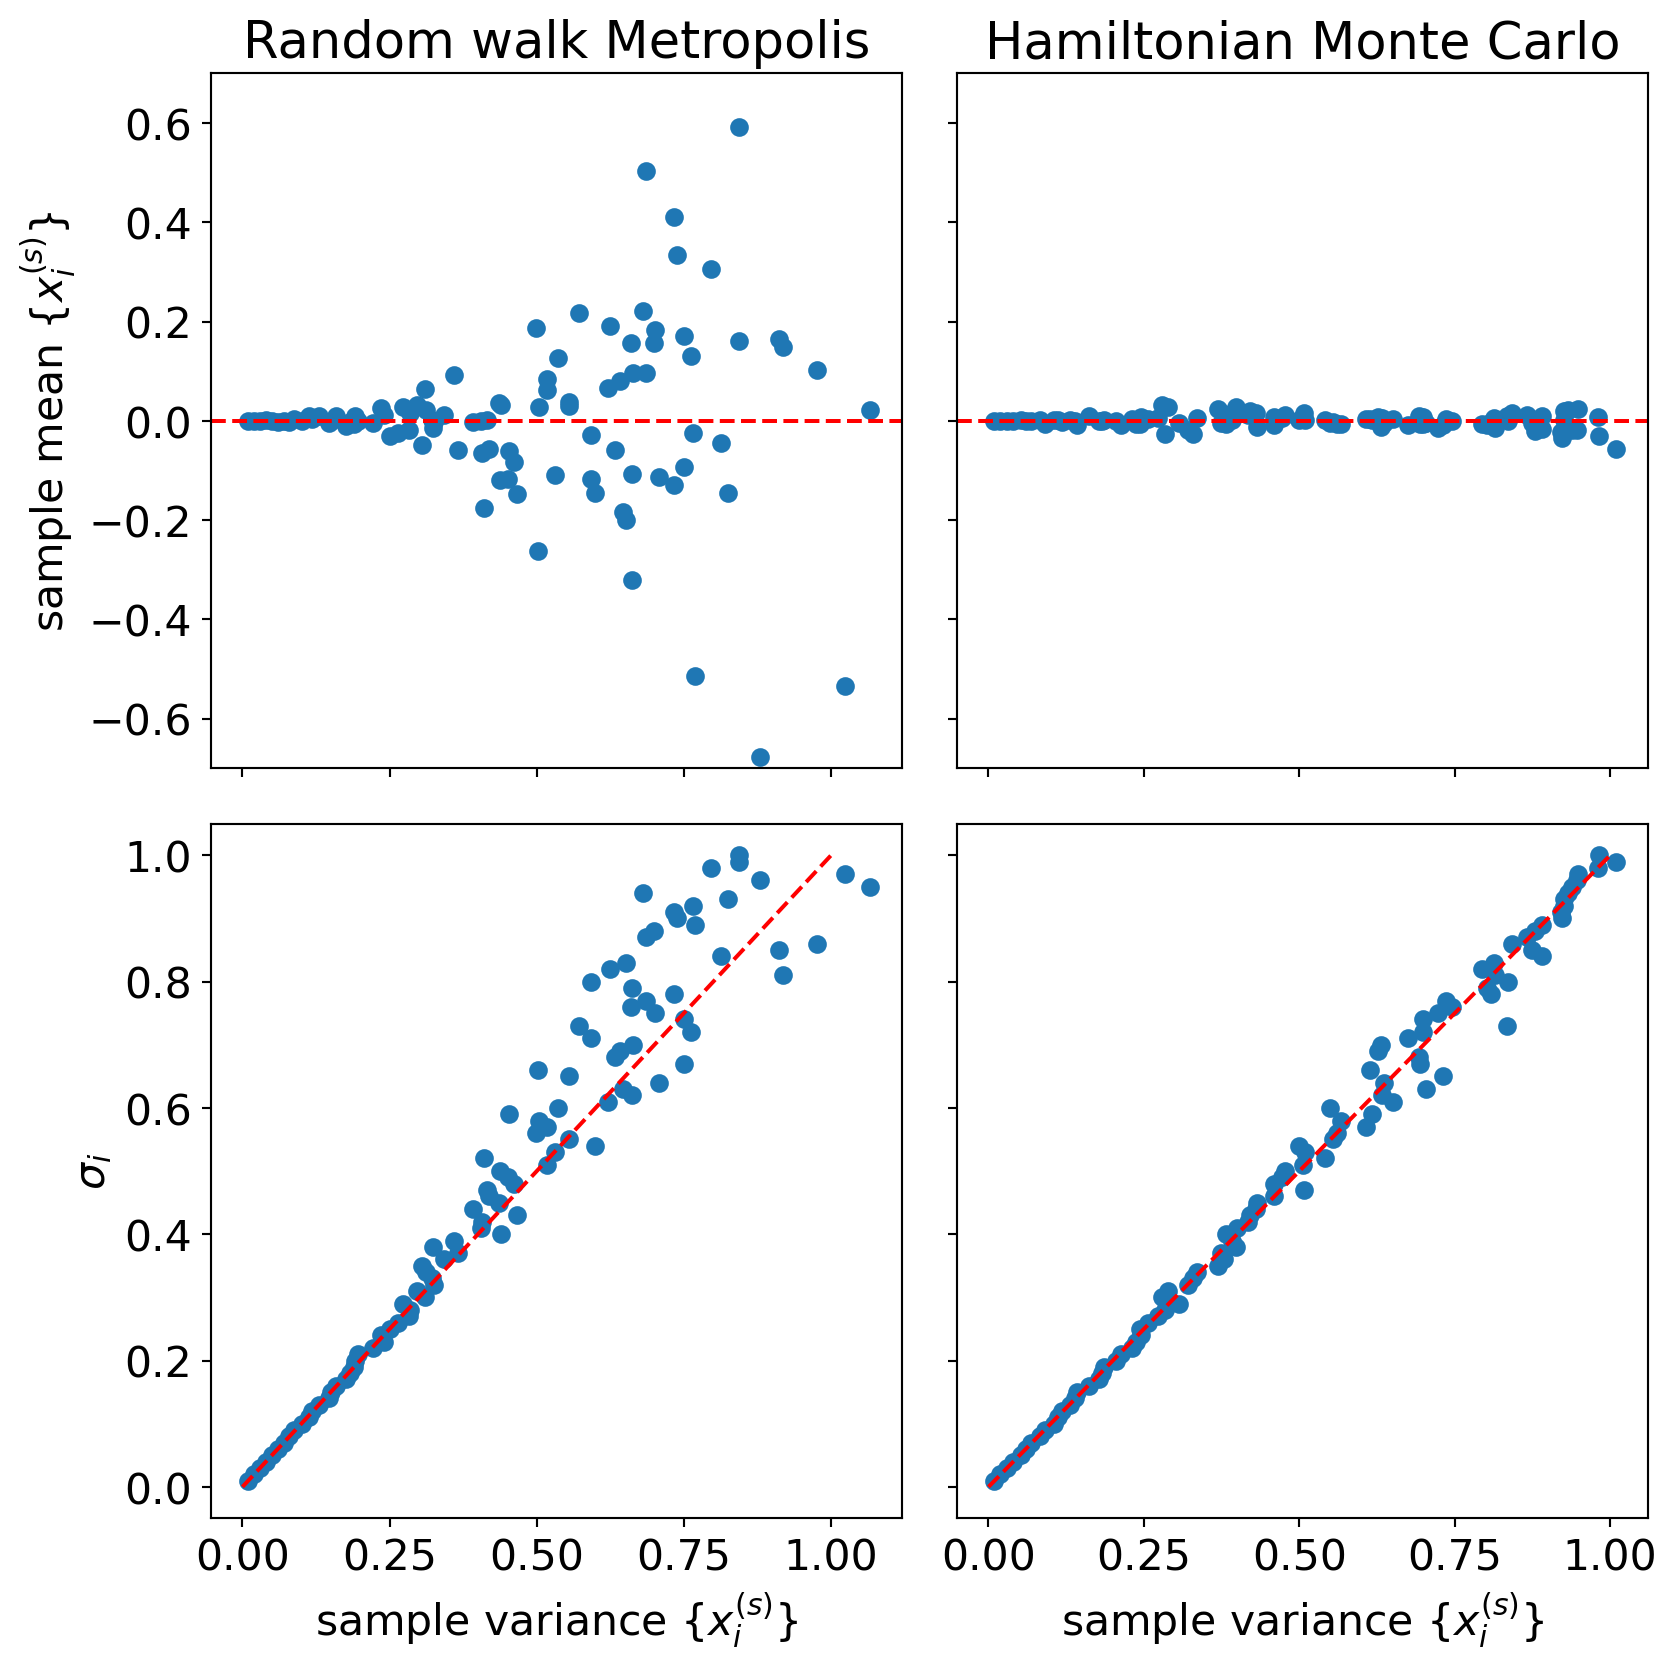 Random walk Metropolis
Hamiltonian Monte Carlo
0.6
0.4
0.2
0.0
−0.2
−0.4
−0.6
sample mean {x_i^{(s)}}
1.0
0.8
0.6
0.4
0.2
0.0
σ_i
0.00 0.25 0.50 0.75 1.00
sample variance {x_i^{(s)}}
0.00 0.25 0.50 0.75 1.00
sample variance {x_i^{(s)}}